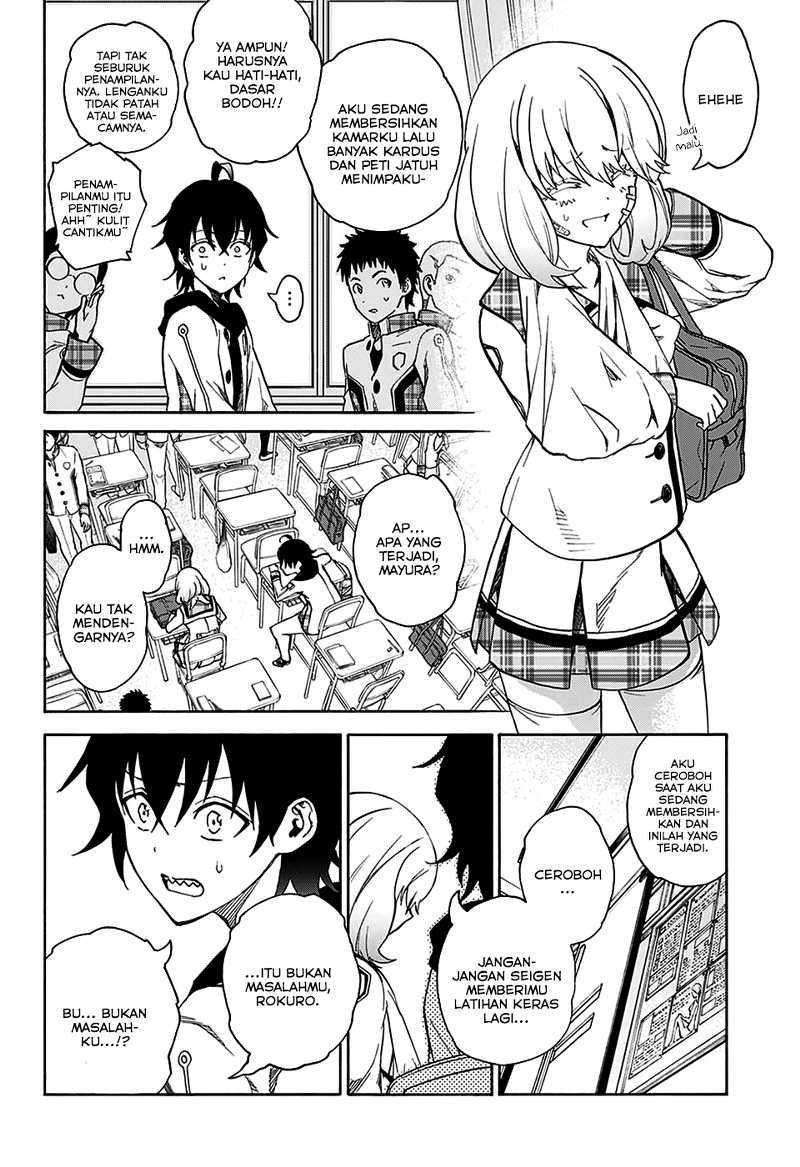 EHEHE
Jadi
malu.
AKU SEDANG
MEMBERSIHKAN
KAMARKU LALU
BANYAK KARDUS
DAN PETI JATUH
MENIMPAKU-
YA AMPUN!
HARUSNYA
KAU HATI-HATI,
DASAR
BODOH!!
TAPI TAK
SEBURUK
PENAMPILAN-
NYA. LENGANKU
TIDAK PATAH
ATAU SEMA-
CAMNYA.
PENAM-
PILANMU ITU
PENTING!
AHH~ KULIT
CANTIKMU~
...
AP...
APA YANG
TERJADI,
MAYURA?
... HMM.
KAU TAK
MENDEN-
GARNYA?
AKU
CEROBOH
SAAT AKU
SEDANG
MEMBERSIH-
KAN DAN
INILAH YANG
TERJADI.
CEROBOH
...
JANGAN-
JANGAN SEIGEN
MEMBERIMU
LATIHAN KERAS
LAGI...
...ITU BUKAN
MASALAHMU,
ROKURO.
BU... BUKAN
MASALAH-
KU...!?